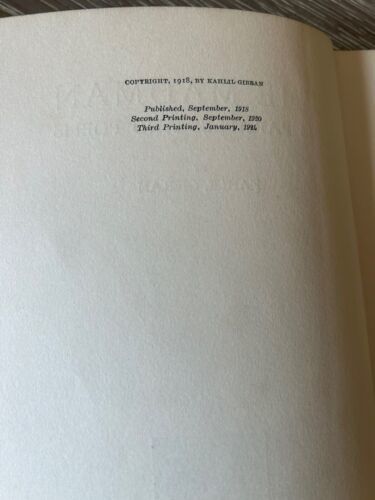 COPYRIGHT, 1918, BY KAHLIL GIBRAN
Published, September, 1918
Second Printing, September, 1920
Third Printing, January, 1924